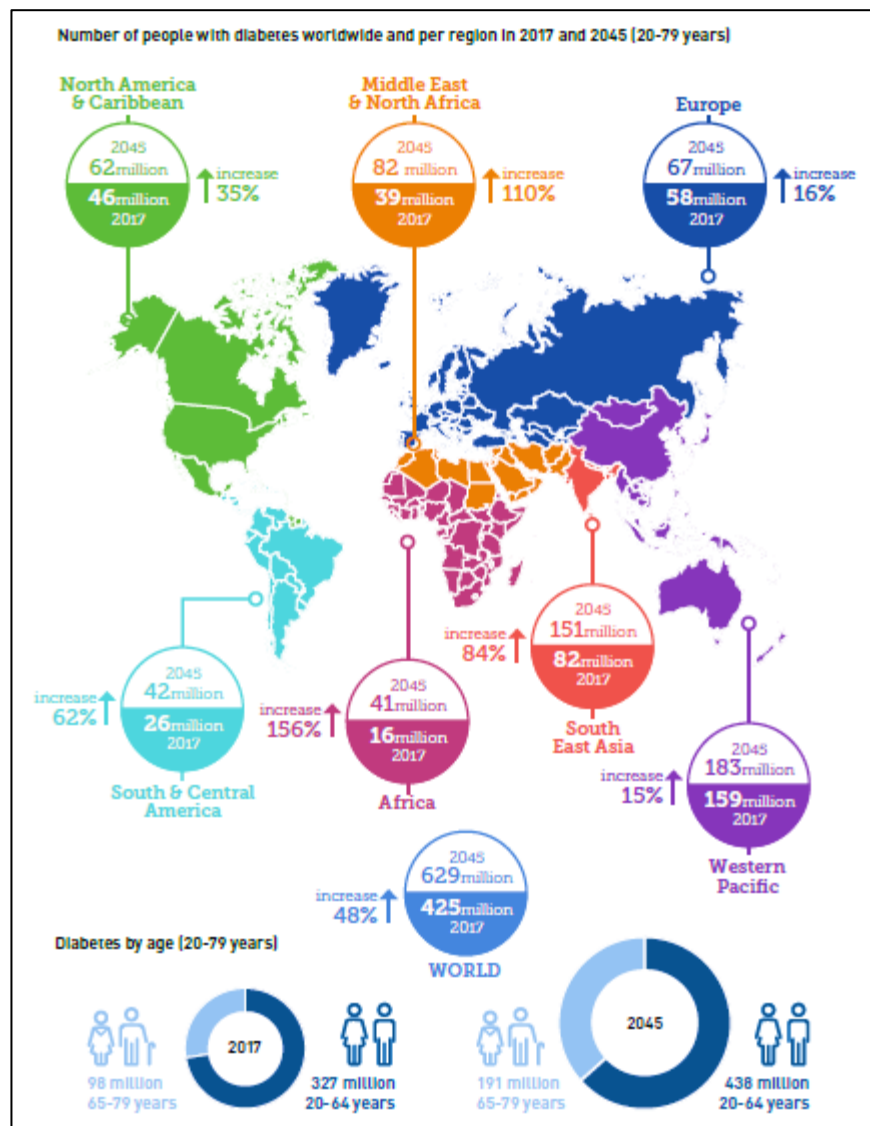 Number of people with diabetes worldwide and per region in 2017 and 2045 (20-79 years)
North America
& Caribbean
2045
62million
46million
2017
increase
35%
Middle East
& North Africa
2045
82 million
39million
2017
increase
110%
Europe
2045
67million
58million
2017
increase
16%
2045
42million
26million
2017
increase
62%
South & Central
America
2045
41million
16million
2017
increase
156%
Africa
2045
151million
82million
2017
increase
84%
South
East Asia
2045
183million
159million
2017
increase
15%
Western
Pacific
2045
629million
425million
2017
increase
48%
WORLD
Diabetes by age (20-79 years)
2017
98 million
65-79 years
327 million
20-64 years
2045
191 million
65-79 years
438 million
20-64 years